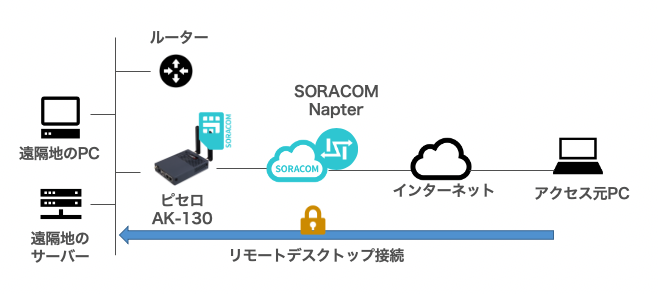 ルーター
SORACOM
Napter
SORACOM
遠隔地のPC
SORACOM
ピセロ
AK-130
インターネット
アクセス元PC
遠隔地の
サーバー
リモートデスクトップ接続